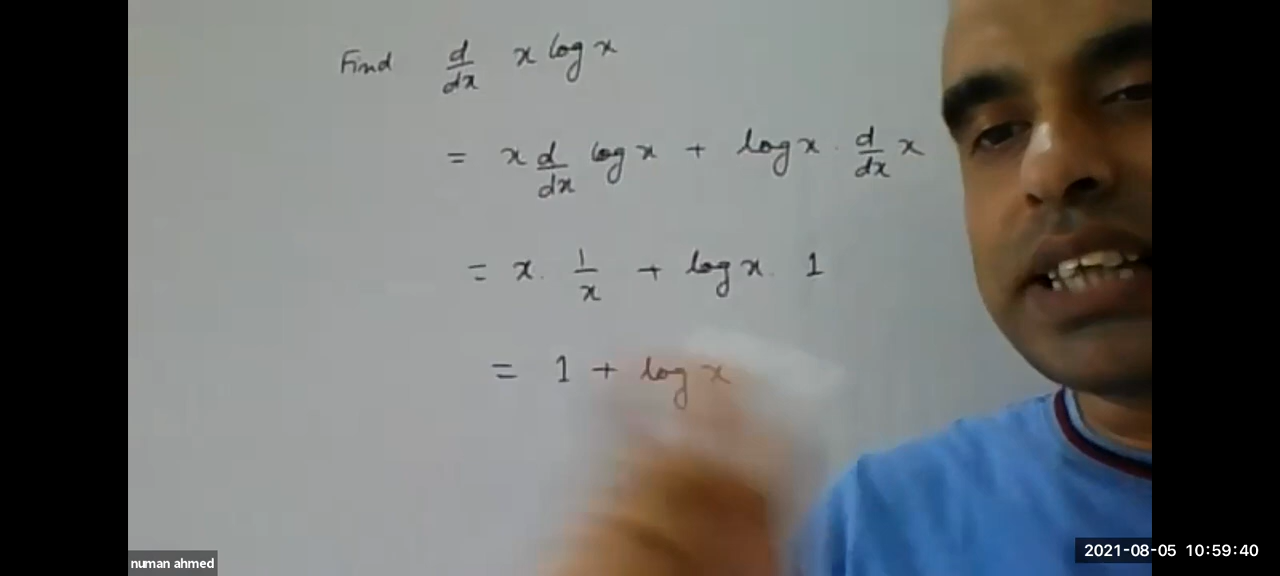 Find d/dx x log x
= x d/dx log x + log x . d/dx x
= x . 1/x + log x . 1
= 1 + log x
numan ahmed
2021-08-05 10:59:40